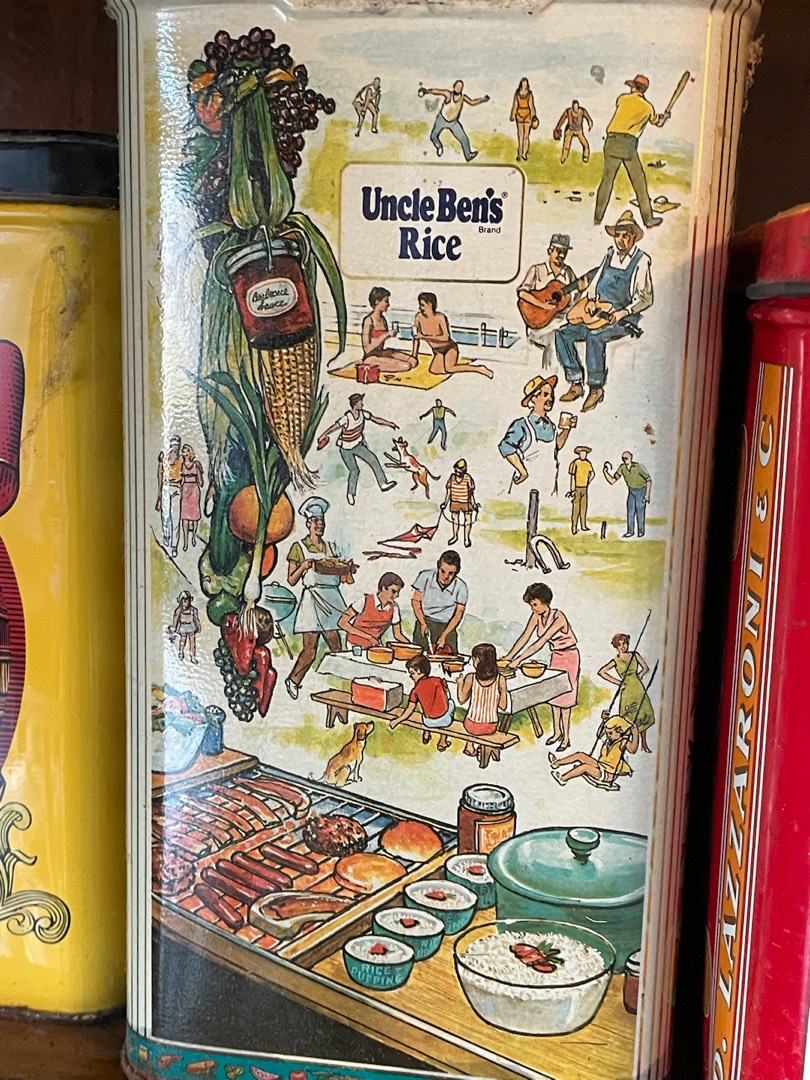 Uncle Ben's®
Brand
Rice
Barbecue
Sauce
RICE
PUDDING
D. LAZZARONI & C